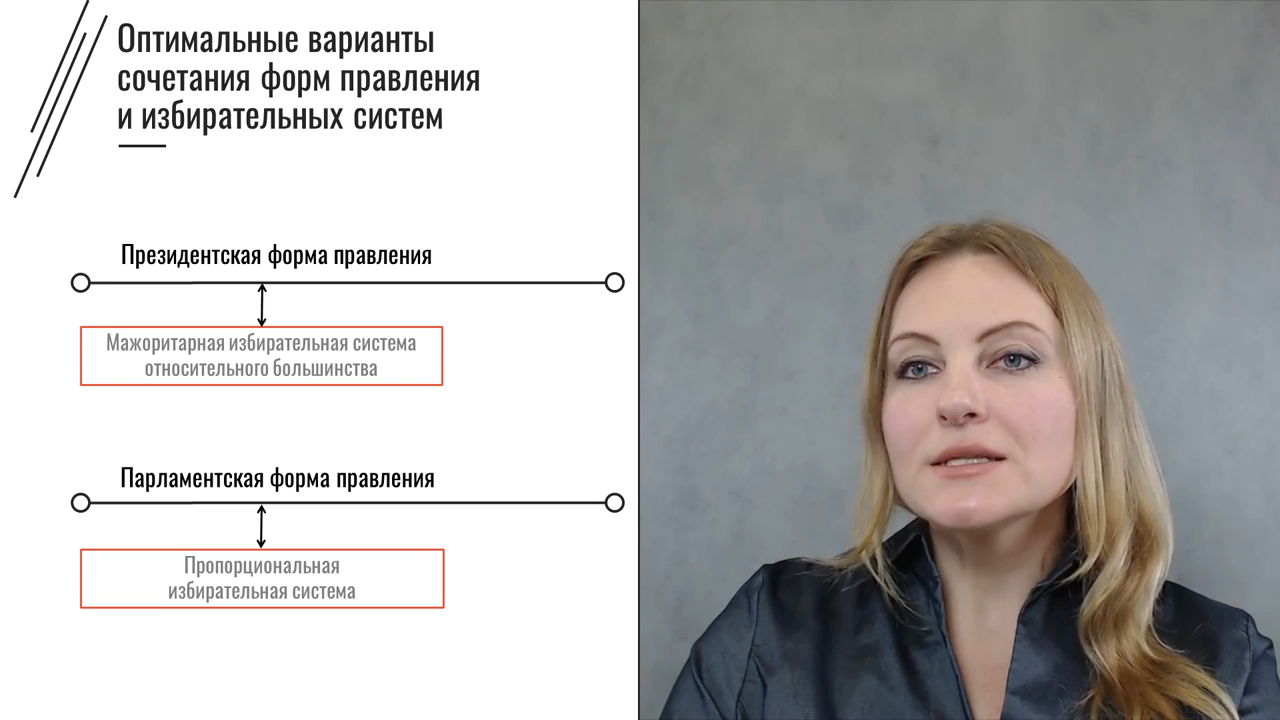 Оптимальные варианты
сочетания форм правления
и избирательных систем
Президентская форма правления
Мажоритарная избирательная система
относительного большинства
Парламентская форма правления
Пропорциональная
избирательная система